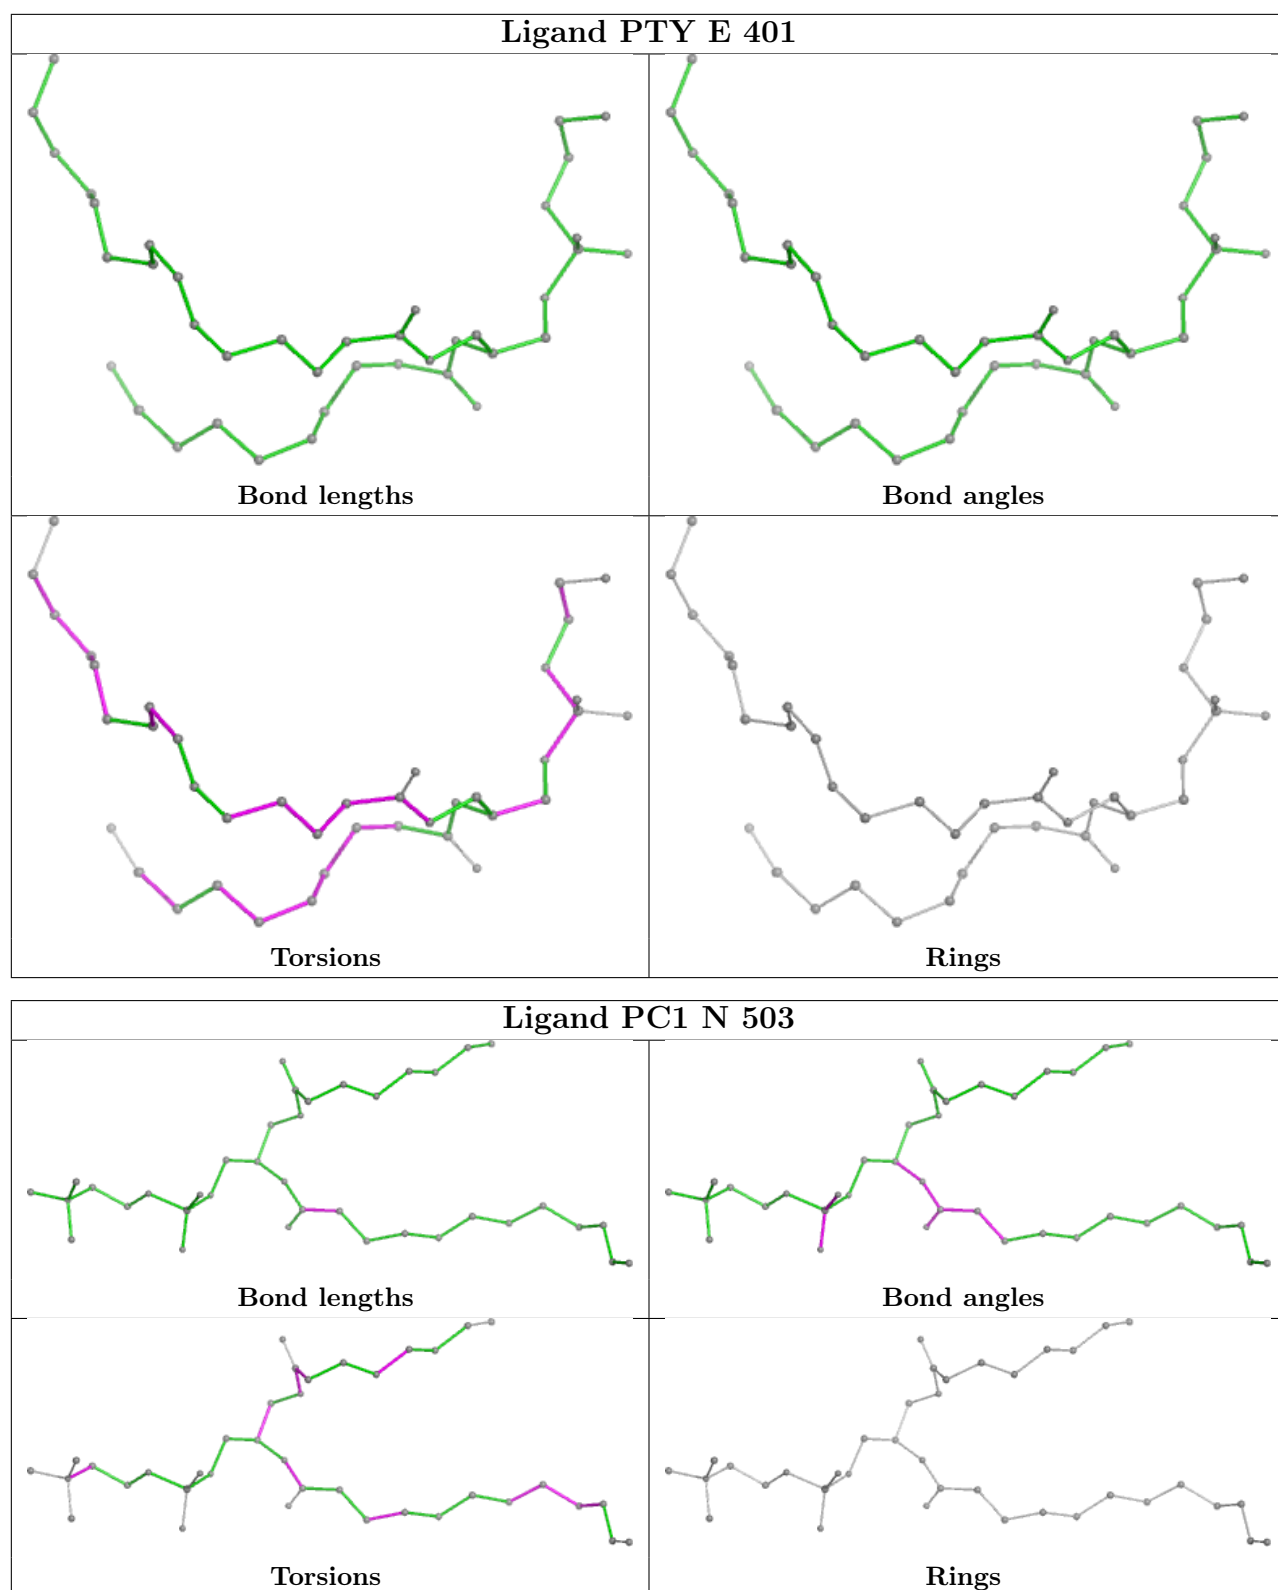 Ligand PTY E 401
Bond lengths
Bond angles
Torsions
Rings
Ligand PC1 N 503
Bond lengths
Bond angles
Torsions
Rings